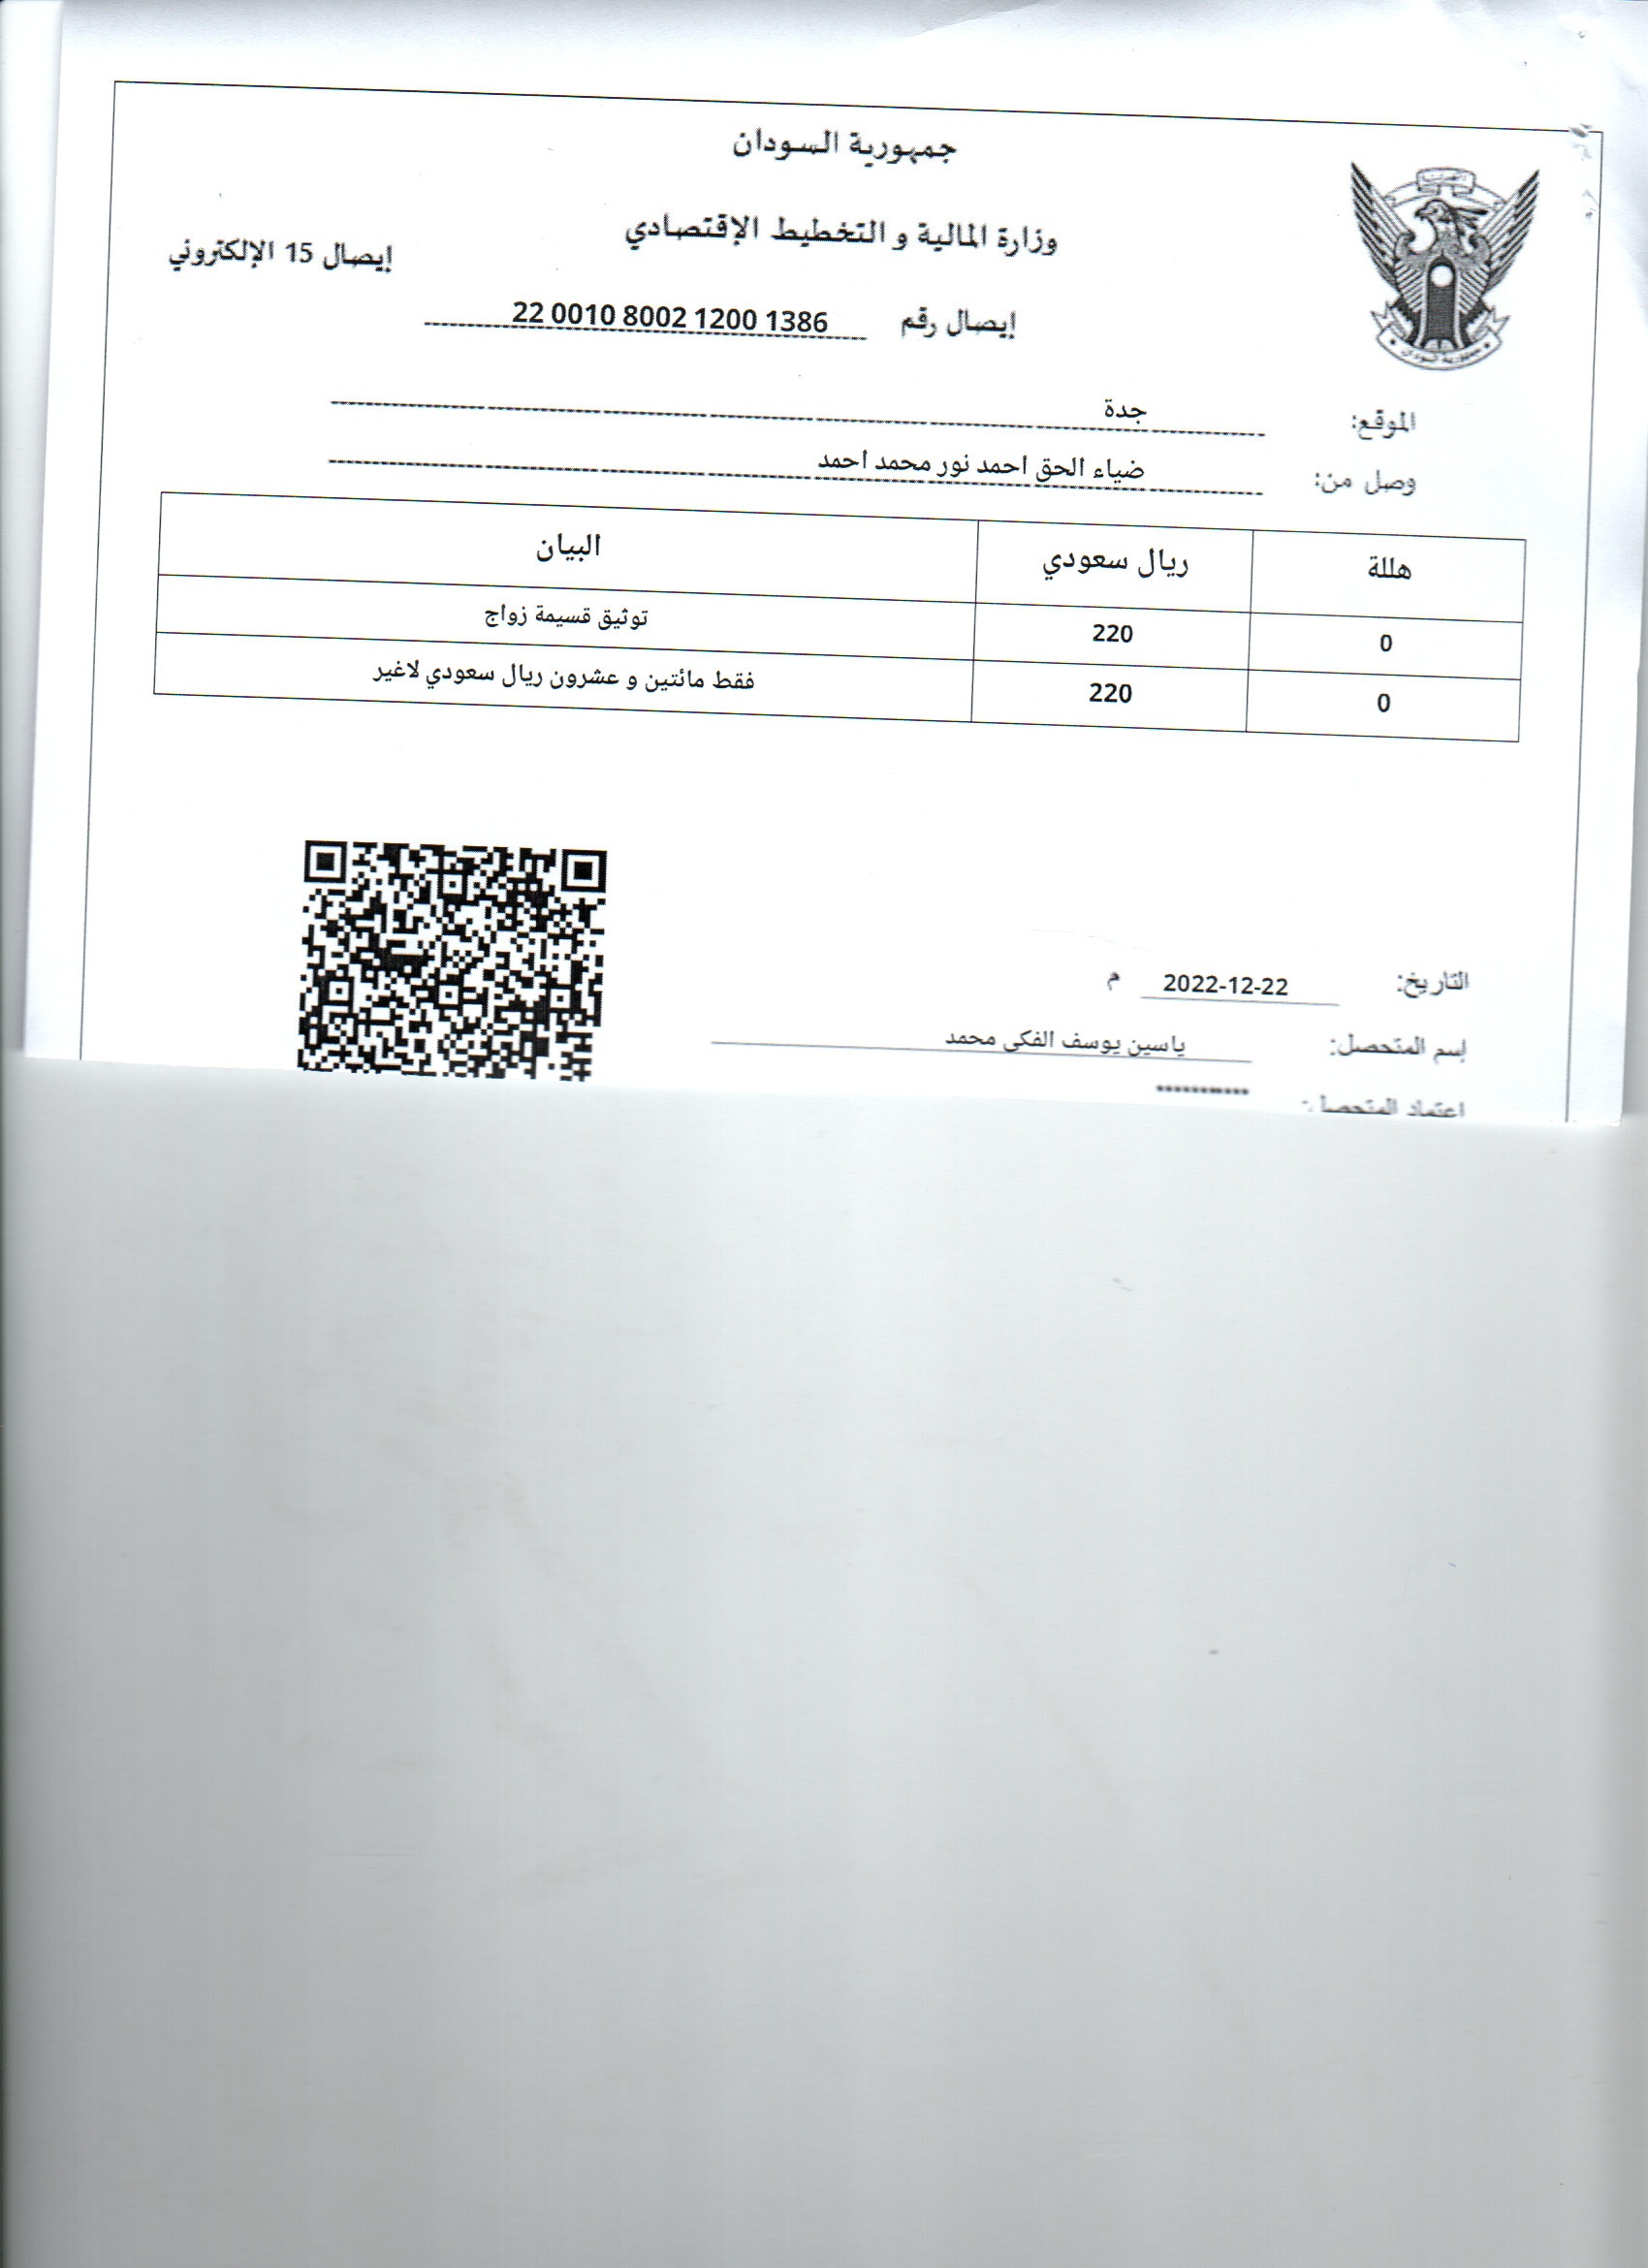 جمهورية السودان
وزارة المالية و التخطيط الإقتصادي
إيصال 15 الإلكتروني
إيصال رقم 22 0010 8002 1200 1386
الموقع: جدة
وصل من: ضياء الحق احمد نور محمد احمد
هللة ريال سعودي البيان
0 220 توثيق قسيمة زواج
0 220 فقط مائتين و عشرون ريال سعودي لاغير
التاريخ: 2022-12-22 م
إسم المتحصل: ياسين يوسف الفكى محمد
اعتماد المتحصل: ***********